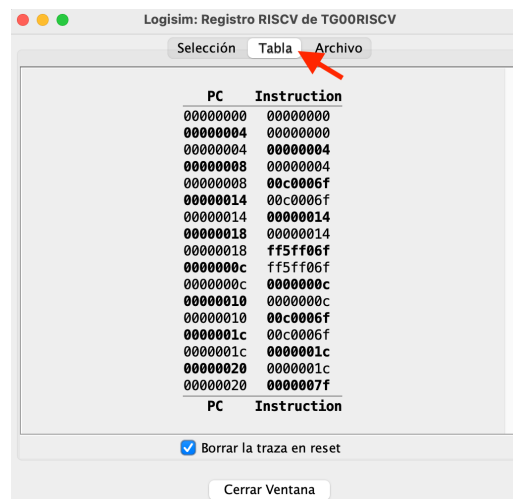 Logisim: Registro RISCV de TG00RISCV
Selección Tabla Archivo
PC Instruction
00000000 00000000
00000004 00000000
00000004 00000004
00000008 00000004
00000008 00c0006f
00000014 00c0006f
00000014 00000014
00000018 00000014
00000018 ff5ff06f
0000000c ff5ff06f
0000000c 0000000c
00000010 0000000c
00000010 00c0006f
0000001c 00c0006f
0000001c 0000001c
00000020 0000001c
00000020 0000007f
PC Instruction
Borrar la traza en reset
Cerrar Ventana